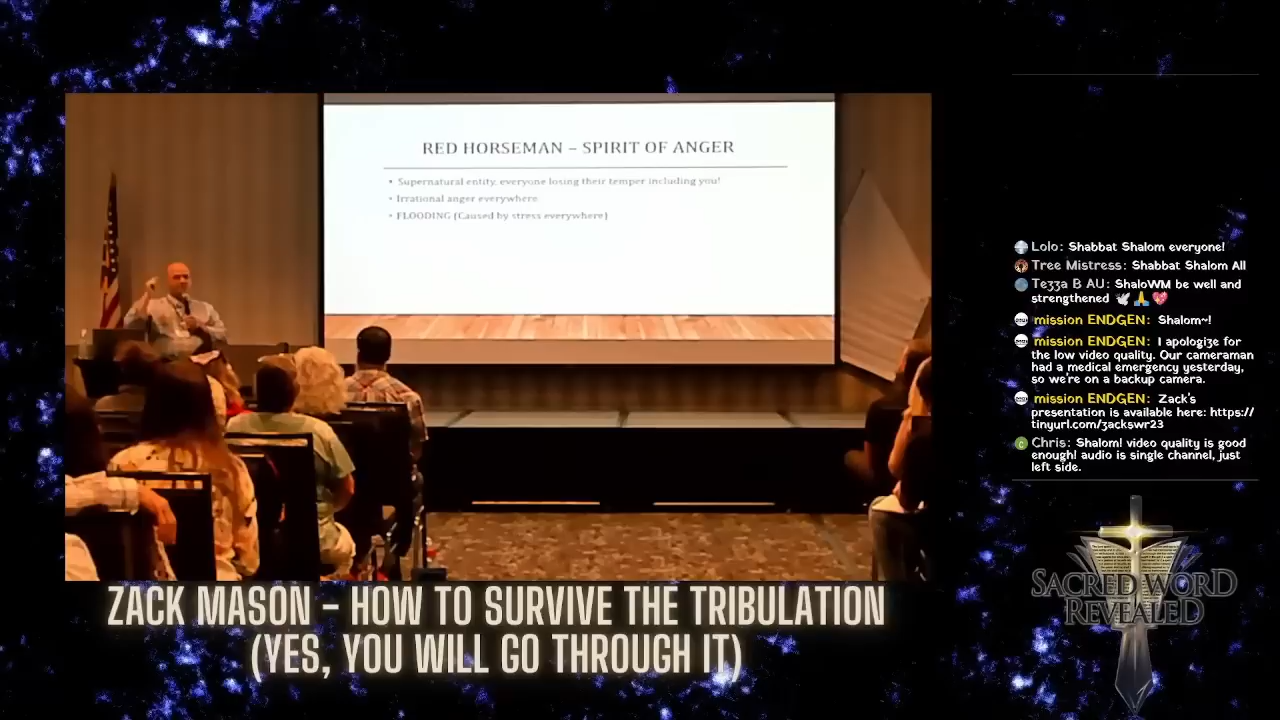 RED HORSEMAN – SPIRIT OF ANGER
• Supernatural entity, everyone losing their temper including you!
• Irrational anger everywhere
• FLOODING (Caused by stress everywhere)
Lolo: Shabbat Shalom everyone!
Tree Mistress: Shabbat Shalom All
Tezza B AU: ShaloWM be well and
strengthened 🕊️🙏💖
mission ENDGEN: Shalom~!
mission ENDGEN: I apologize for
the low video quality. Our cameraman
had a medical emergency yesterday,
so we're on a backup camera.
mission ENDGEN: Zack's
presentation is available here: https://
tinyurl.com/zackswr23
C Chris: Shalom! video quality is good
enough! audio is single channel, just
left side.
SACRED WORD
REVEALED
ZACK MASON – HOW TO SURVIVE THE TRIBULATION
(YES, YOU WILL GO THROUGH IT)